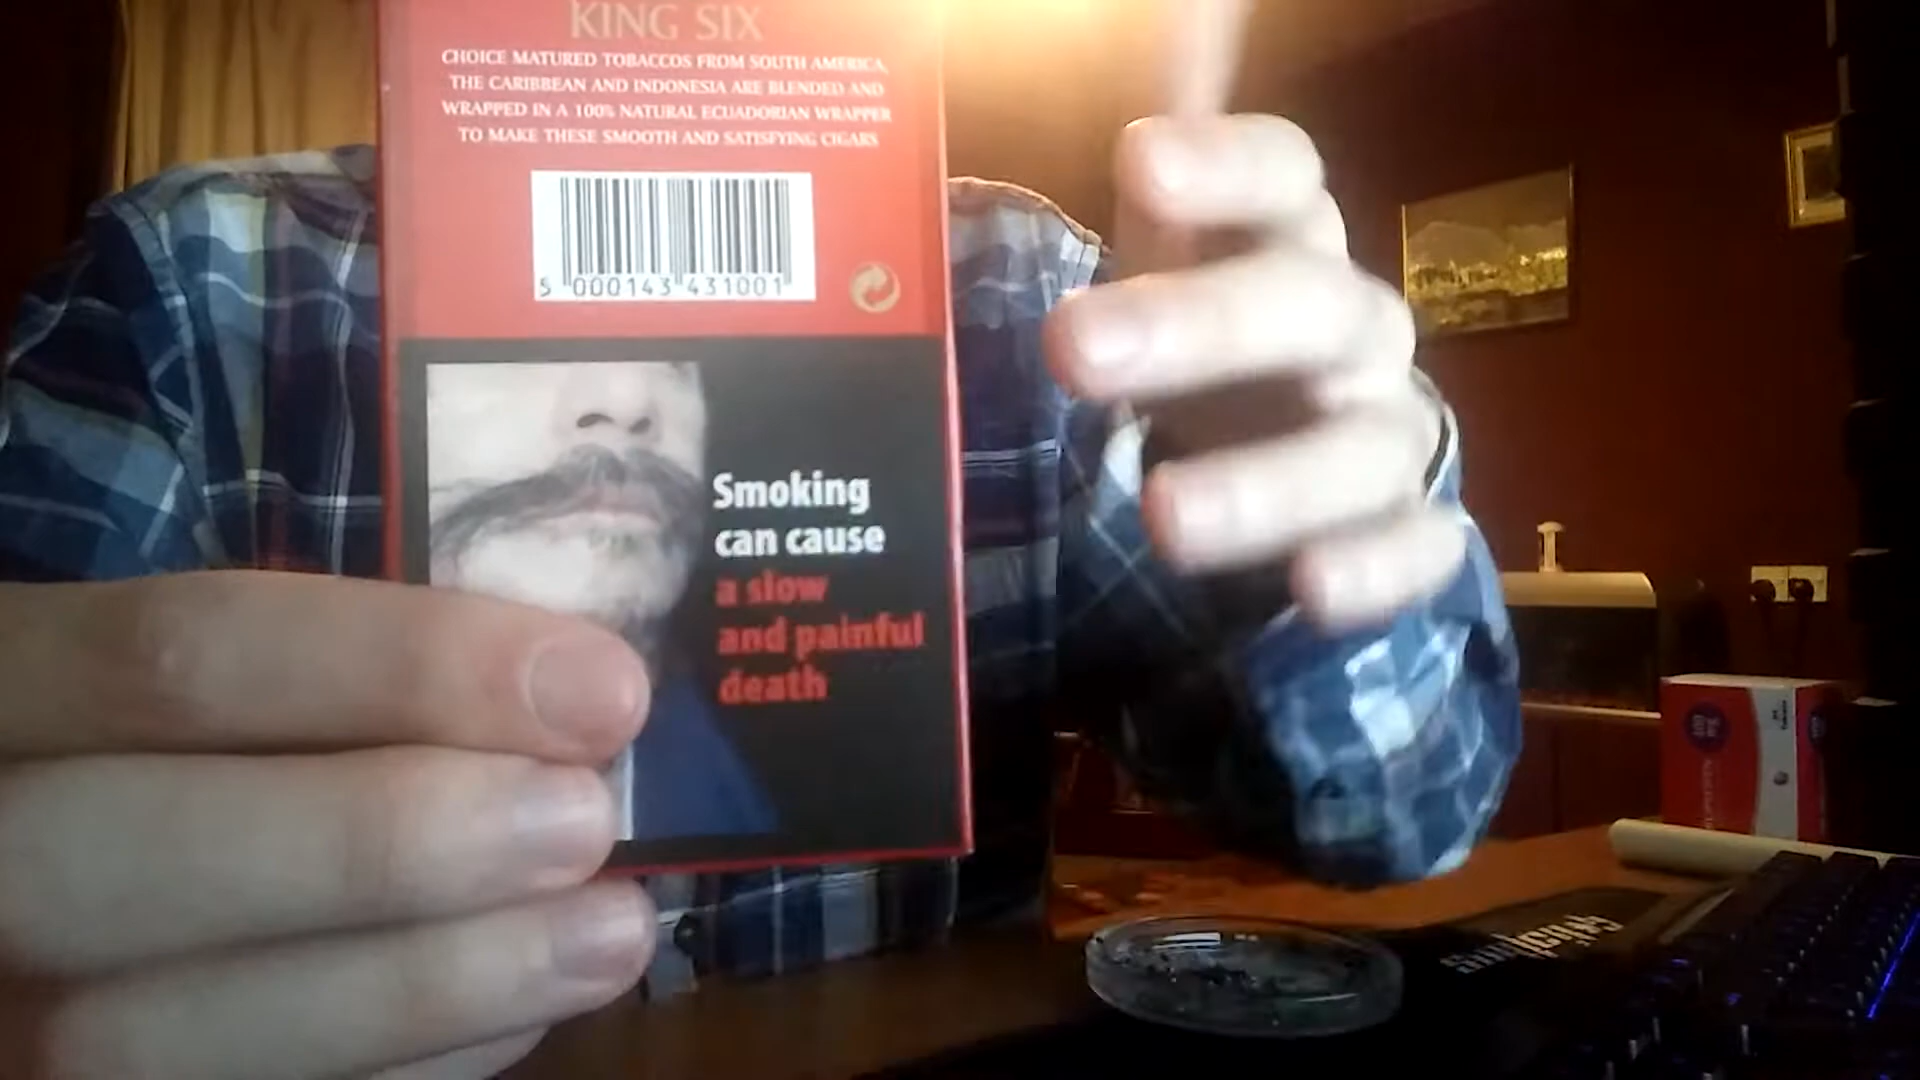 KING SIX
CHOICE MATURED TOBACCOS FROM SOUTH AMERICA,
THE CARIBBEAN AND INDONESIA ARE BLENDED AND
WRAPPED IN A 100% NATURAL ECUADORIAN WRAPPER
TO MAKE THESE SMOOTH AND SATISFYING CIGARS
5 000143 431001
Smoking
can cause
a slow
and painful
death